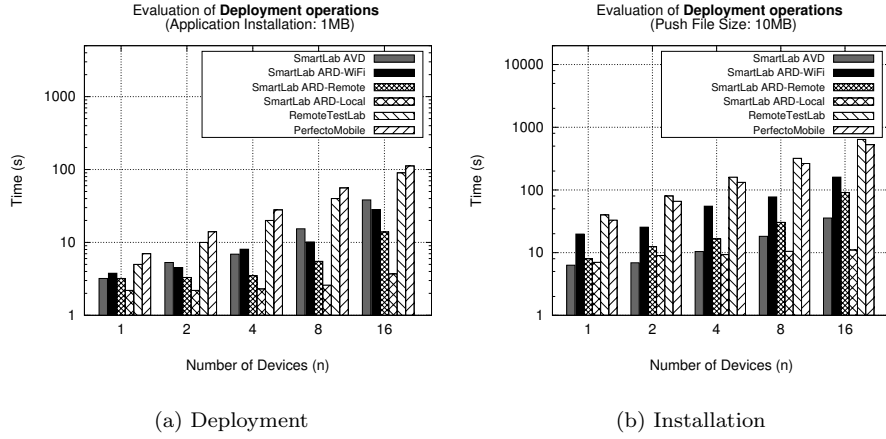 Evaluation of Deployment operations
(Application Installation: 1MB)
1000
100
10
1
Time (s)
SmartLab AVD
SmartLab ARD-WiFi
SmartLab ARD-Remote
SmartLab ARD-Local
RemoteTestLab
PerfectoMobile
1 2 4 8 16
Number of Devices (n)
(a) Deployment
Evaluation of Deployment operations
(Push File Size: 10MB)
10000
1000
100
10
1
Time (s)
SmartLab AVD
SmartLab ARD-WiFi
SmartLab ARD-Remote
SmartLab ARD-Local
RemoteTestLab
PerfectoMobile
1 2 4 8 16
Number of Devices (n)
(b) Installation